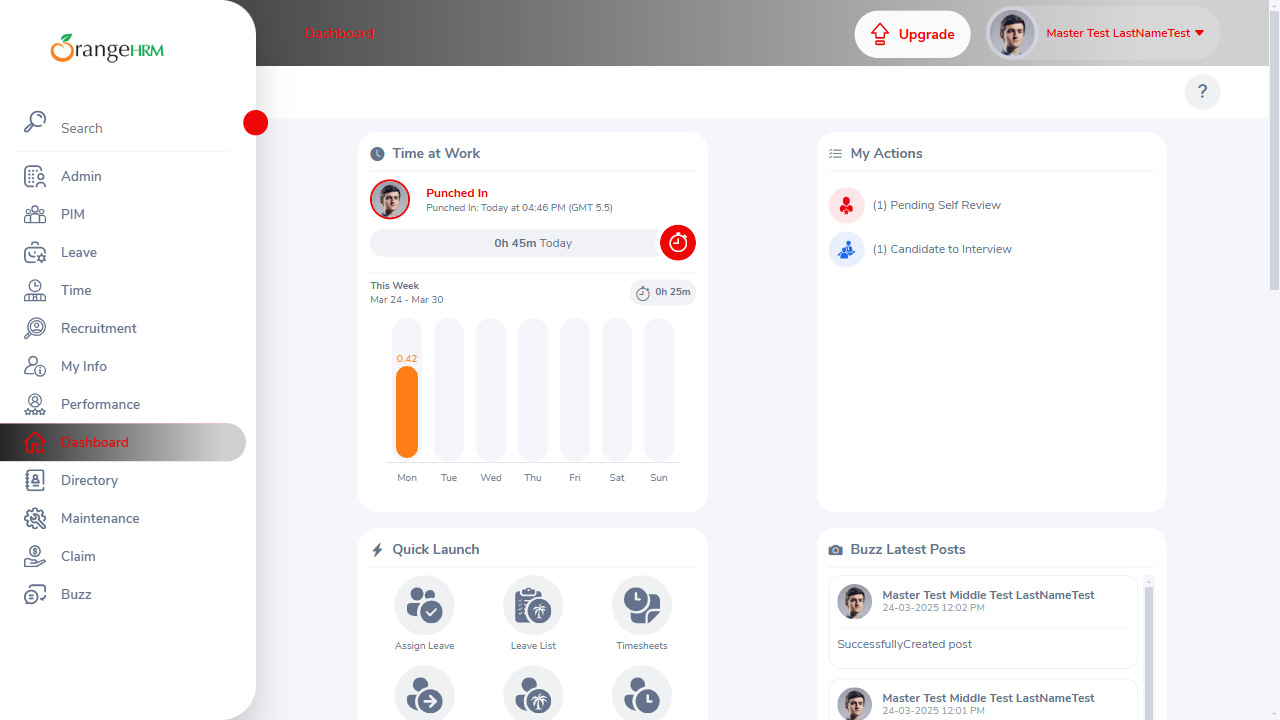 OrangeHRM
Search
Admin
PIM
Leave
Time
Recruitment
My Info
Performance
Dashboard
Directory
Maintenance
Claim
Buzz
Dashboard
Upgrade
Master Test LastNameTest
?
Time at Work
Punched In
Punched In: Today at 04:46 PM (GMT 5.5)
0h 45m Today
This Week
Mar 24 - Mar 30
0h 25m
0.42
Mon Tue Wed Thu Fri Sat Sun
My Actions
(1) Pending Self Review
(1) Candidate to Interview
Quick Launch
Assign Leave
Leave List
Timesheets
Buzz Latest Posts
Master Test Middle Test LastNameTest
24-03-2025 12:02 PM
SuccessfullyCreated post
Master Test Middle Test LastNameTest
24-03-2025 12:01 PM